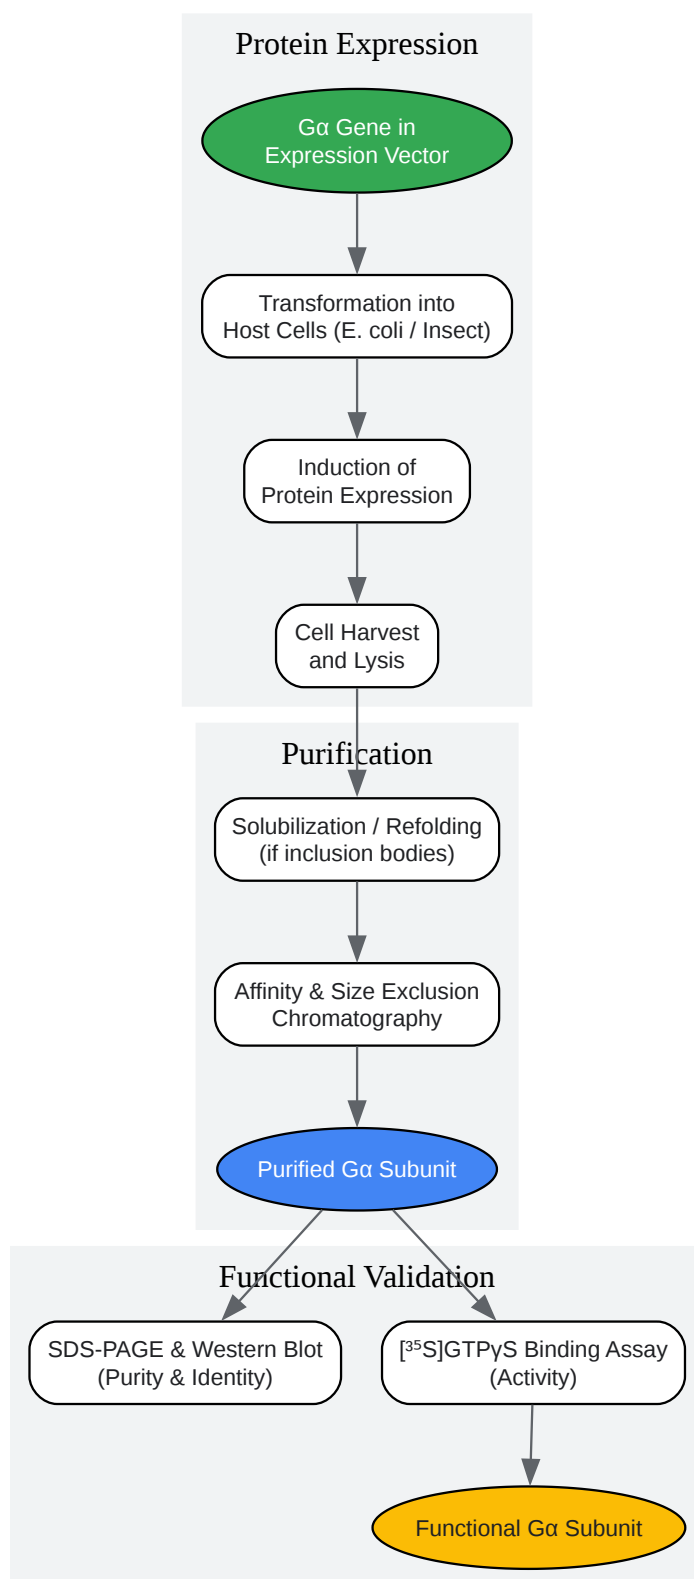 Protein Expression
Gα Gene in
Expression Vector
Transformation into
Host Cells (E. coli / Insect)
Induction of
Protein Expression
Cell Harvest
and Lysis
Purification
Solubilization / Refolding
(if inclusion bodies)
Affinity & Size Exclusion
Chromatography
Purified Gα Subunit
Functional Validation
SDS-PAGE & Western Blot
(Purity & Identity)
[³⁵S]GTPγS Binding Assay
(Activity)
Functional Gα Subunit